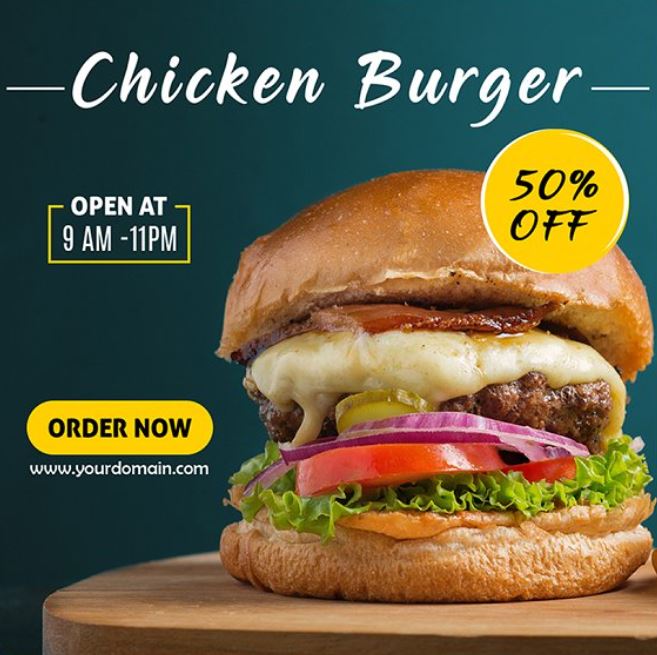 Chicken Burger
50%
OFF
OPEN AT
9 AM -11PM
ORDER NOW
www.yourdomain.com